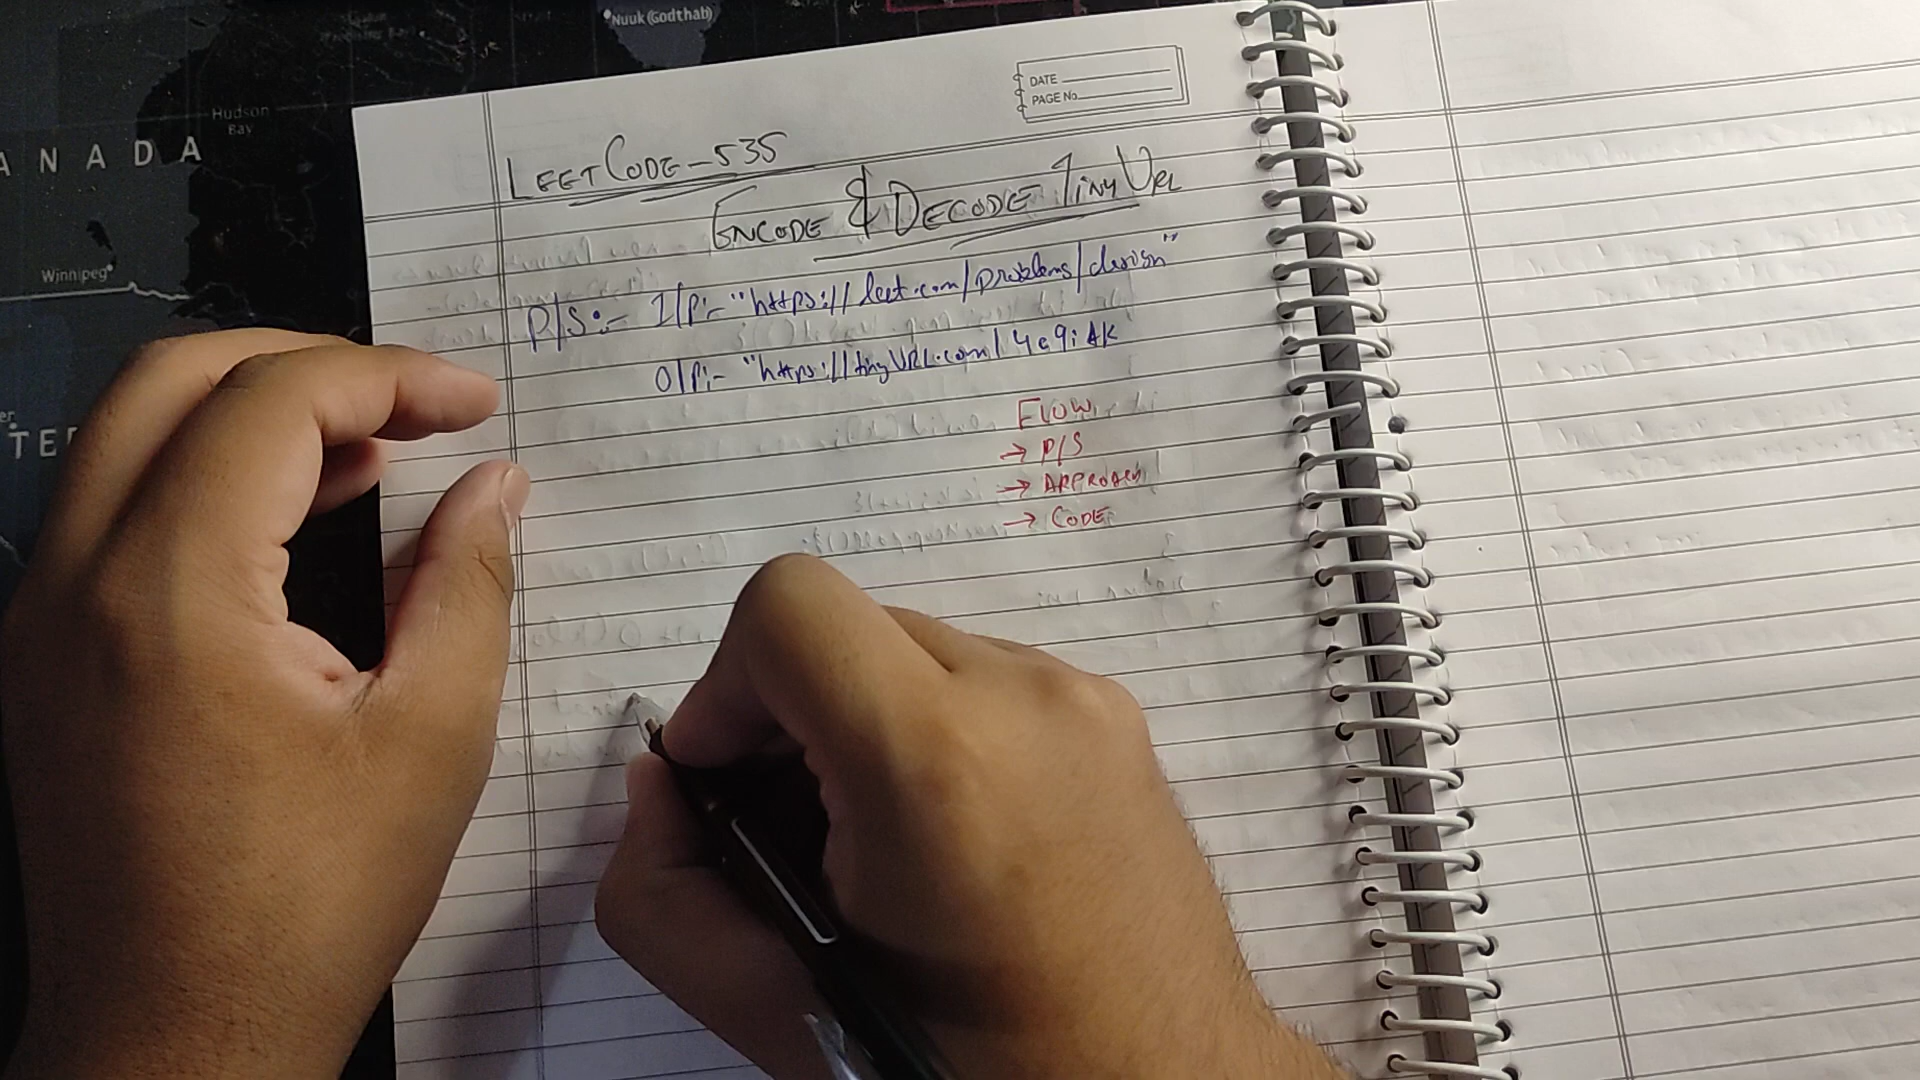 Nuuk (Godthab)
Hudson
Bay
ANADA
Winnipeg
DATE
PAGE No.
LEETCODE-535
ENCODE & DECODE TINY URL
P/S:- I/P:- "https://leet.com/problems/design"
O/P:- "https://tinyURL.com/4e9iAK
FLOW
→ P/S
→ APPROACH
→ CODE